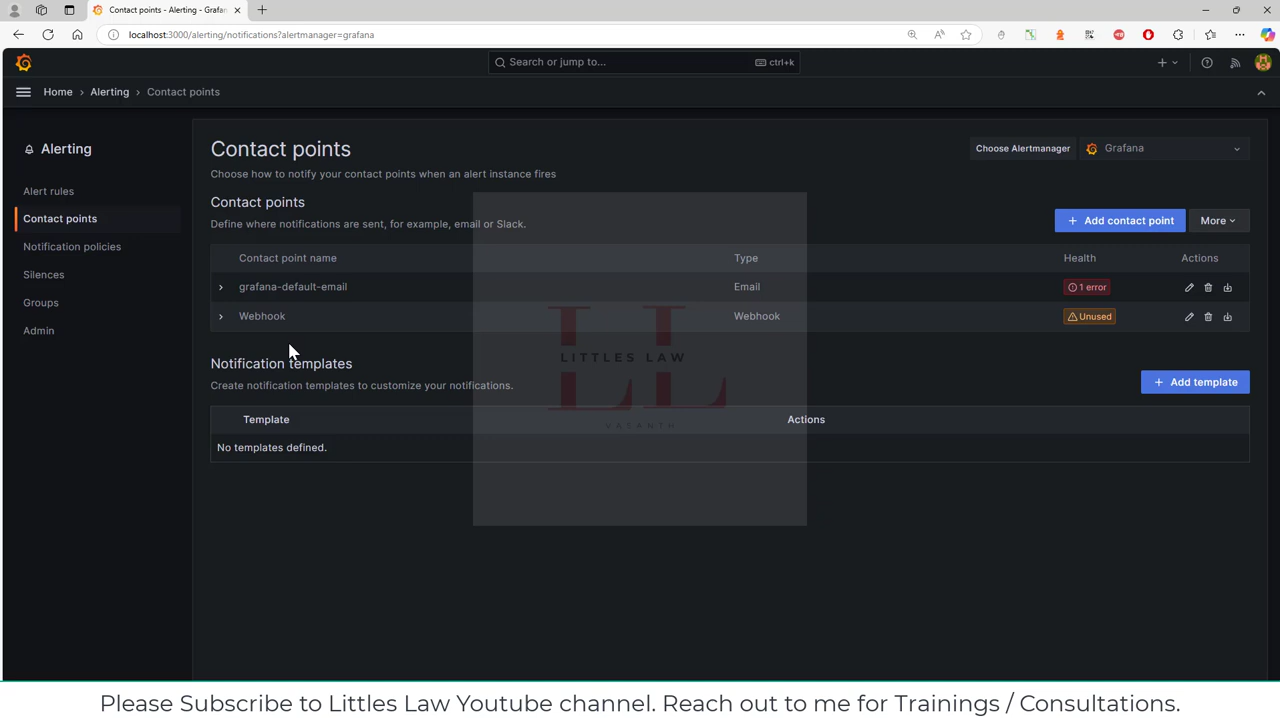 Contact points - Alerting - Grafan
localhost:3000/alerting/notifications?alertmanager=grafana
Search or jump to...
ctrl+k
Home › Alerting › Contact points
Alerting
Alert rules
Contact points
Notification policies
Silences
Groups
Admin
Contact points
Choose Alertmanager
Grafana
Choose how to notify your contact points when an alert instance fires
Contact points
Define where notifications are sent, for example, email or Slack.
+ Add contact point
More
Contact point name Type Health Actions
grafana-default-email Email 1 error
Webhook Webhook Unused
LITTLES LAW
LL
VATARTH
Notification templates
Create notification templates to customize your notifications.
+ Add template
Template Actions
No templates defined.
Please Subscribe to Littles Law Youtube channel. Reach out to me for Trainings / Consultations.